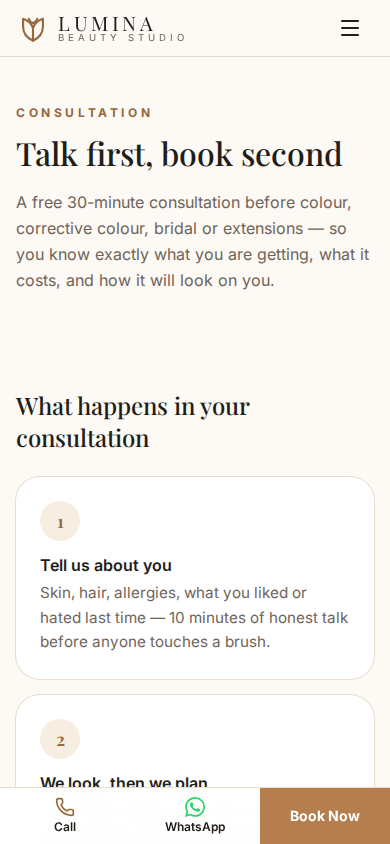 LUMINA
BEAUTY STUDIO
CONSULTATION
Talk first, book second
A free 30-minute consultation before colour,
corrective colour, bridal or extensions — so
you know exactly what you are getting, what it
costs, and how it will look on you.
What happens in your
consultation
1
Tell us about you
Skin, hair, allergies, what you liked or
hated last time — 10 minutes of honest talk
before anyone touches a brush.
2
We look, then we plan
Call
WhatsApp
Book Now